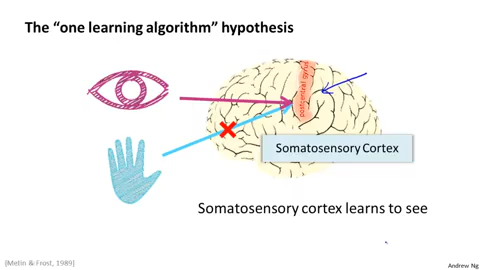 The “one learning algorithm” hypothesis
postcentral gyrus
Somatosensory Cortex
Somatosensory cortex learns to see
[Metin & Frost, 1989]
Andrew Ng